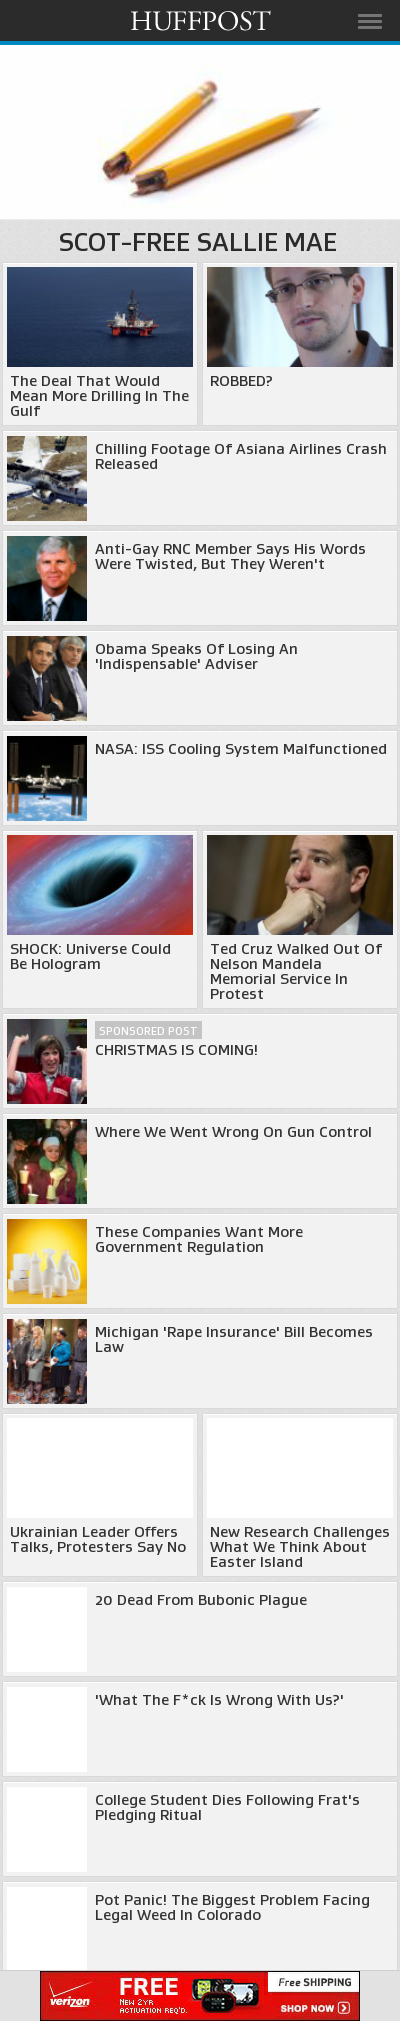 HUFFPOST
SCOT-FREE SALLIE MAE
The Deal That Would
Mean More Drilling In The
Gulf
ROBBED?
Chilling Footage Of Asiana Airlines Crash
Released
Anti-Gay RNC Member Says His Words
Were Twisted, But They Weren't
Obama Speaks Of Losing An
'Indispensable' Adviser
NASA: ISS Cooling System Malfunctioned
SHOCK: Universe Could
Be Hologram
Ted Cruz Walked Out Of
Nelson Mandela
Memorial Service In
Protest
SPONSORED POST
CHRISTMAS IS COMING!
Where We Went Wrong On Gun Control
These Companies Want More
Government Regulation
Michigan 'Rape Insurance' Bill Becomes
Law
Ukrainian Leader Offers
Talks, Protesters Say No
New Research Challenges
What We Think About
Easter Island
20 Dead From Bubonic Plague
'What The F*ck Is Wrong With Us?'
College Student Dies Following Frat's
Pledging Ritual
Pot Panic! The Biggest Problem Facing
Legal Weed In Colorado
verizon
FREE
NEW 2YR
ACTIVATION REQ'D.
Free SHIPPING
SHOP NOW